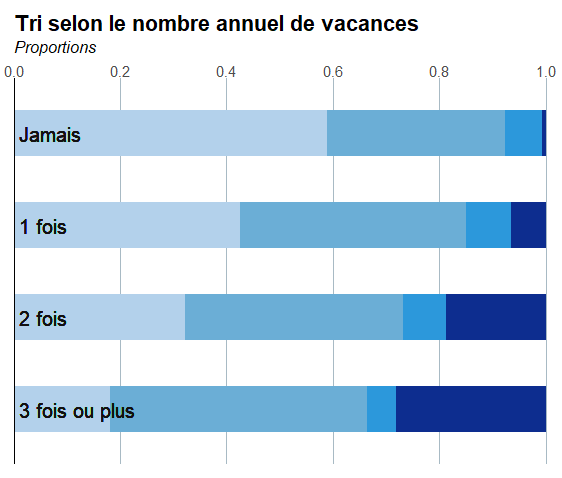 Tri selon le nombre annuel de vacances
Proportions
0.0 0.2 0.4 0.6 0.8 1.0
Jamais
1 fois
2 fois
3 fois ou plus